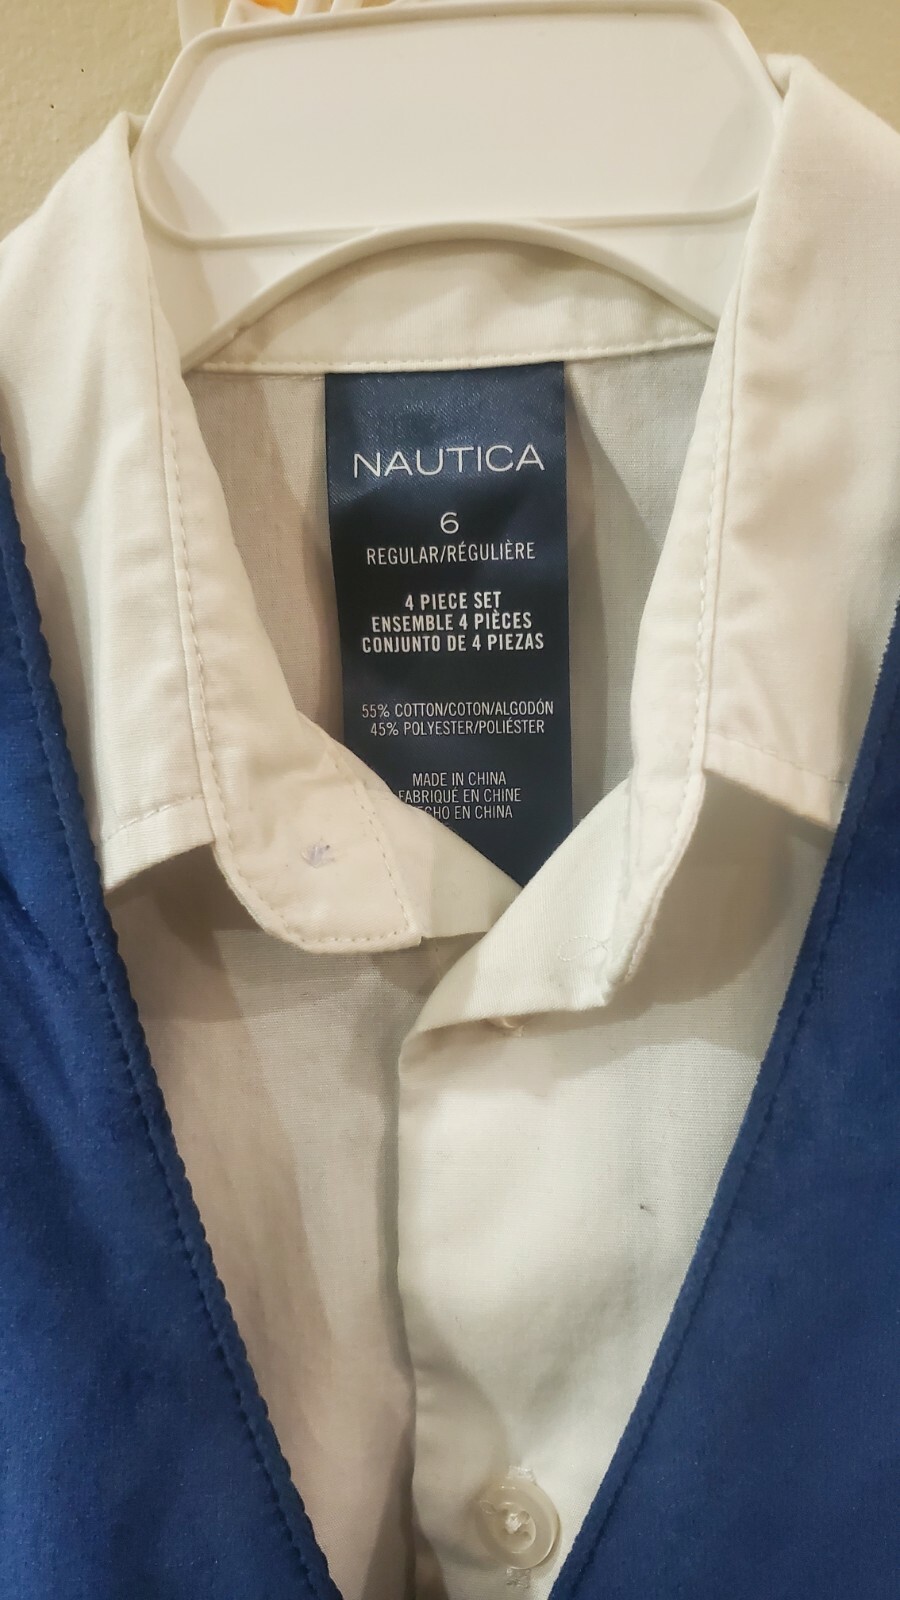 NAUTICA
6
REGULAR/RÉGULIÈRE
4 PIECE SET
ENSEMBLE 4 PIÈCES
CONJUNTO DE 4 PIEZAS
55% COTTON/COTON/ALGODÓN
45% POLYESTER/POLIÉSTER
MADE IN CHINA
FABRIQUÉ EN CHINE
EN CHINA